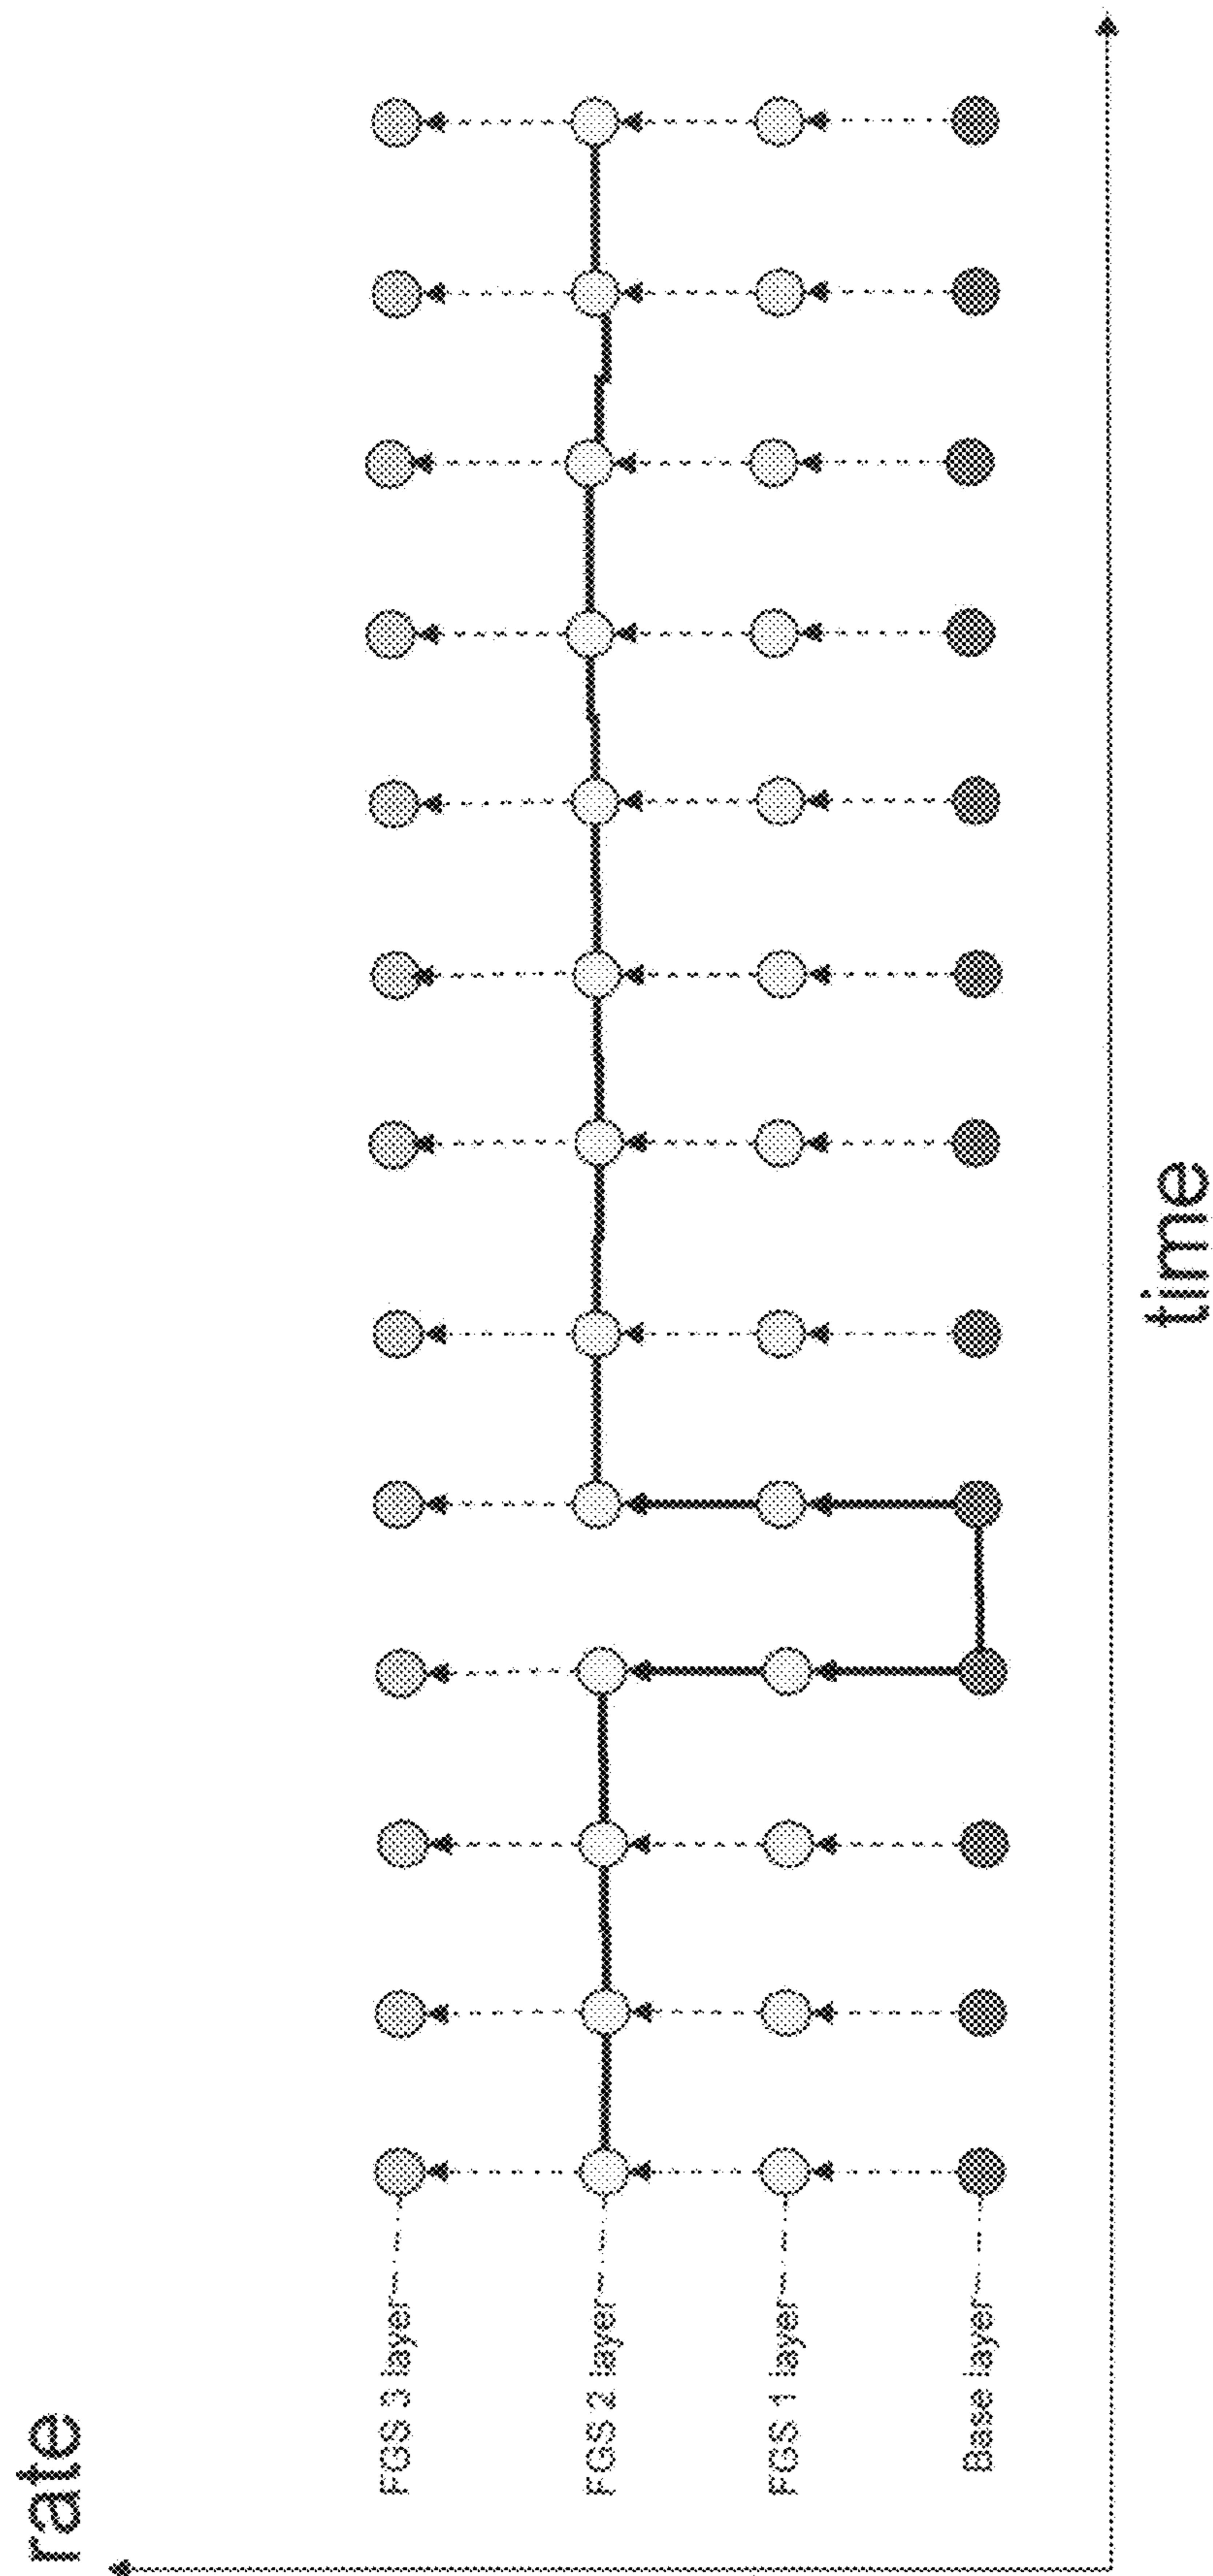 rate
FGS 3 layer
FGS 2 layer
FGS 1 layer
Base layer
time